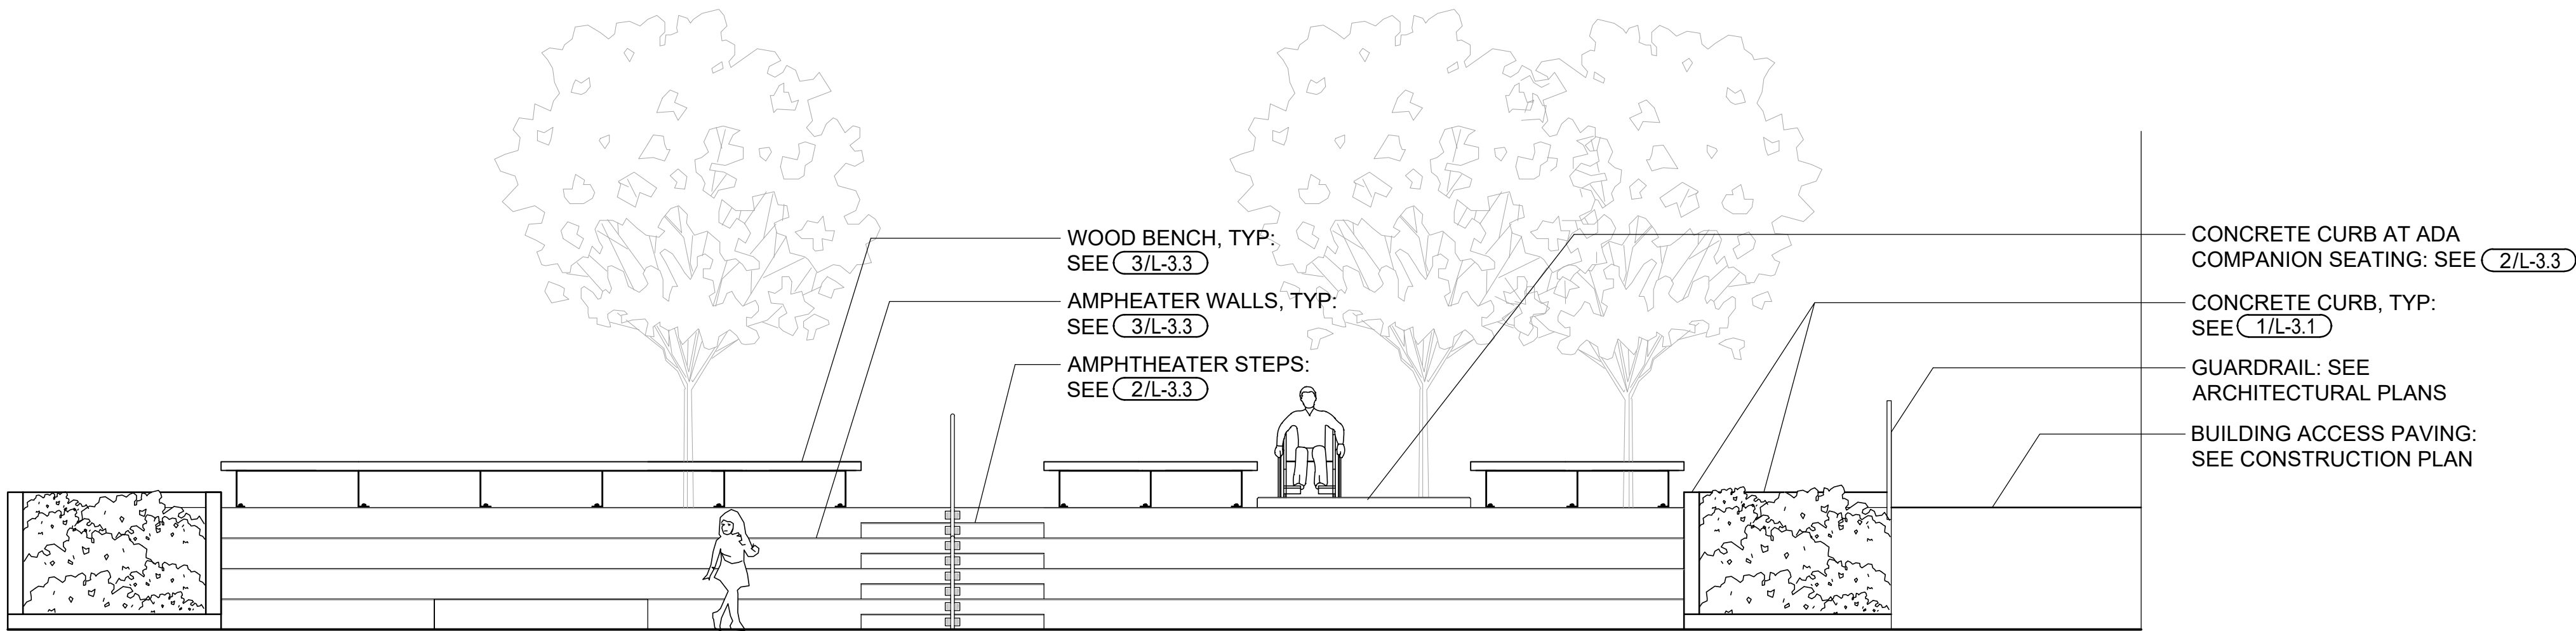 WOOD BENCH, TYP:
SEE 3/L-3.3
AMPHEATER WALLS, TYP:
SEE 3/L-3.3
AMPHTHEATER STEPS:
SEE 2/L-3.3
CONCRETE CURB AT ADA
COMPANION SEATING: SEE 2/L-3.3
CONCRETE CURB, TYP:
SEE 1/L-3.1
GUARDRAIL: SEE
ARCHITECTURAL PLANS
BUILDING ACCESS PAVING:
SEE CONSTRUCTION PLAN